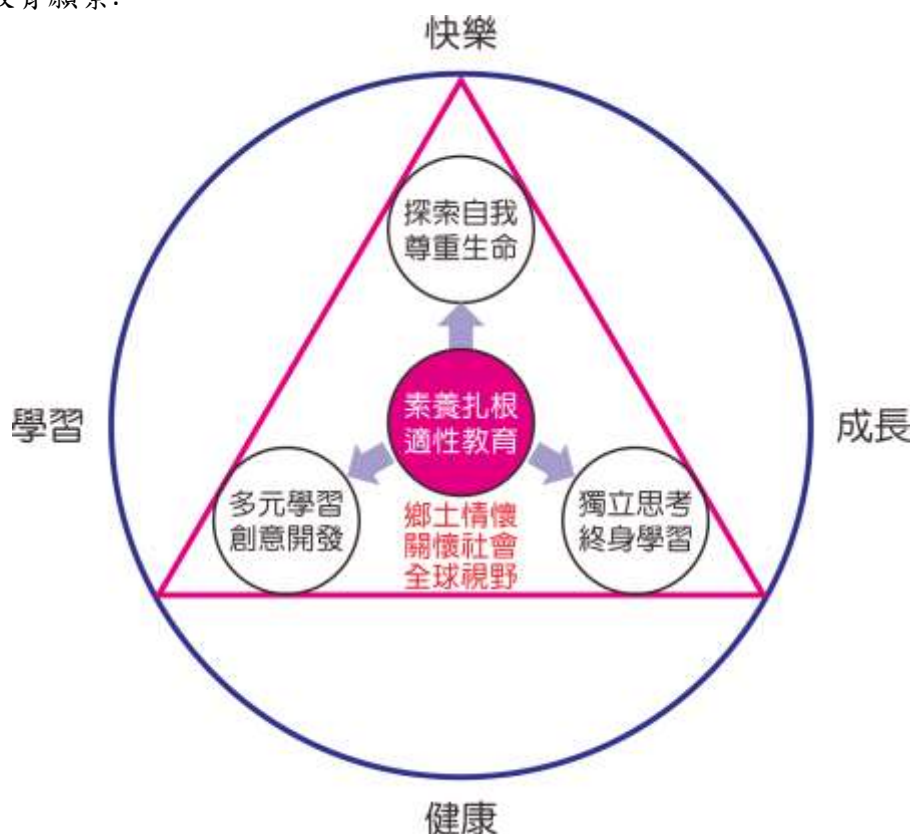 快樂
探索自我
尊重生命
素養扎根
適性教育
學習
成長
多元學習
創意開發
鄉土情懷
關懷社會
全球視野
獨立思考
終身學習
健康